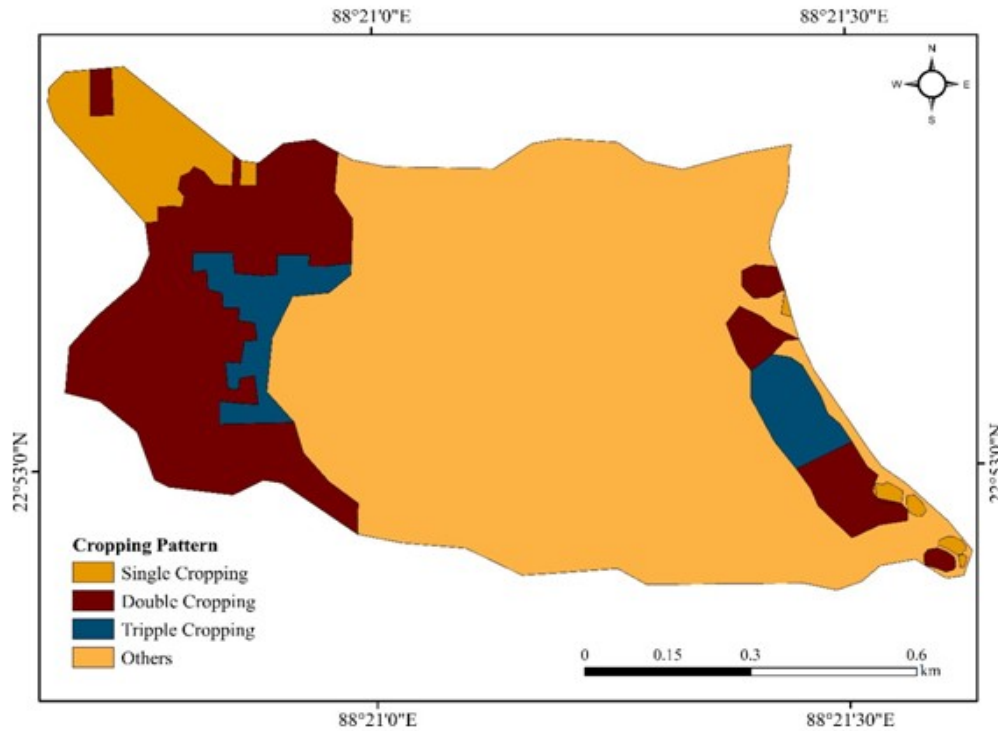 88°21'0"E
88°21'30"E
N
W
E
S
22°53'0"N
22°53'0"N
Cropping Pattern
Single Cropping
Double Cropping
Tripple Cropping
Others
0 0.15 0.3 0.6
km
88°21'0"E
88°21'30"E